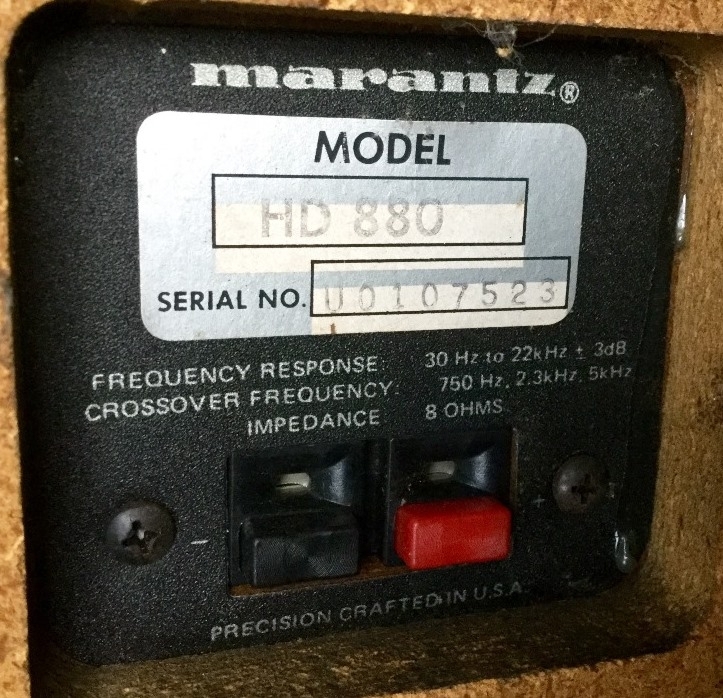 marantz®
MODEL
HD 880
SERIAL NO. U0107523
FREQUENCY RESPONSE: 30 Hz to 22kHz ± 3dB
CROSSOVER FREQUENCY: 750 Hz, 2.3kHz, 5kHz
IMPEDANCE 8 OHMS
− +
PRECISION CRAFTED IN U.S.A.